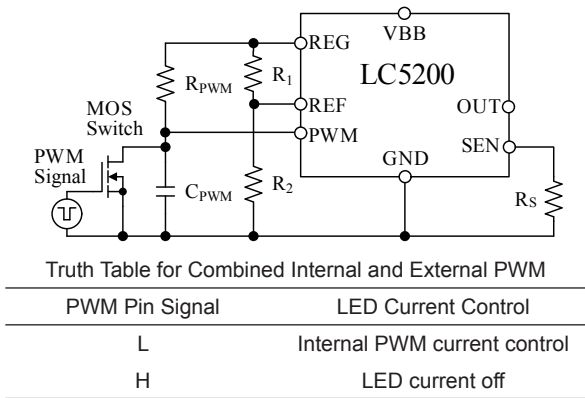 VBB
REG
LC5200
RPWM
R1
MOS
Switch
REF
OUT
PWM
Signal
PWM
SEN
GND
CPWM
R2
RS
Truth Table for Combined Internal and External PWM
PWM Pin Signal LED Current Control
L Internal PWM current control
H LED current off